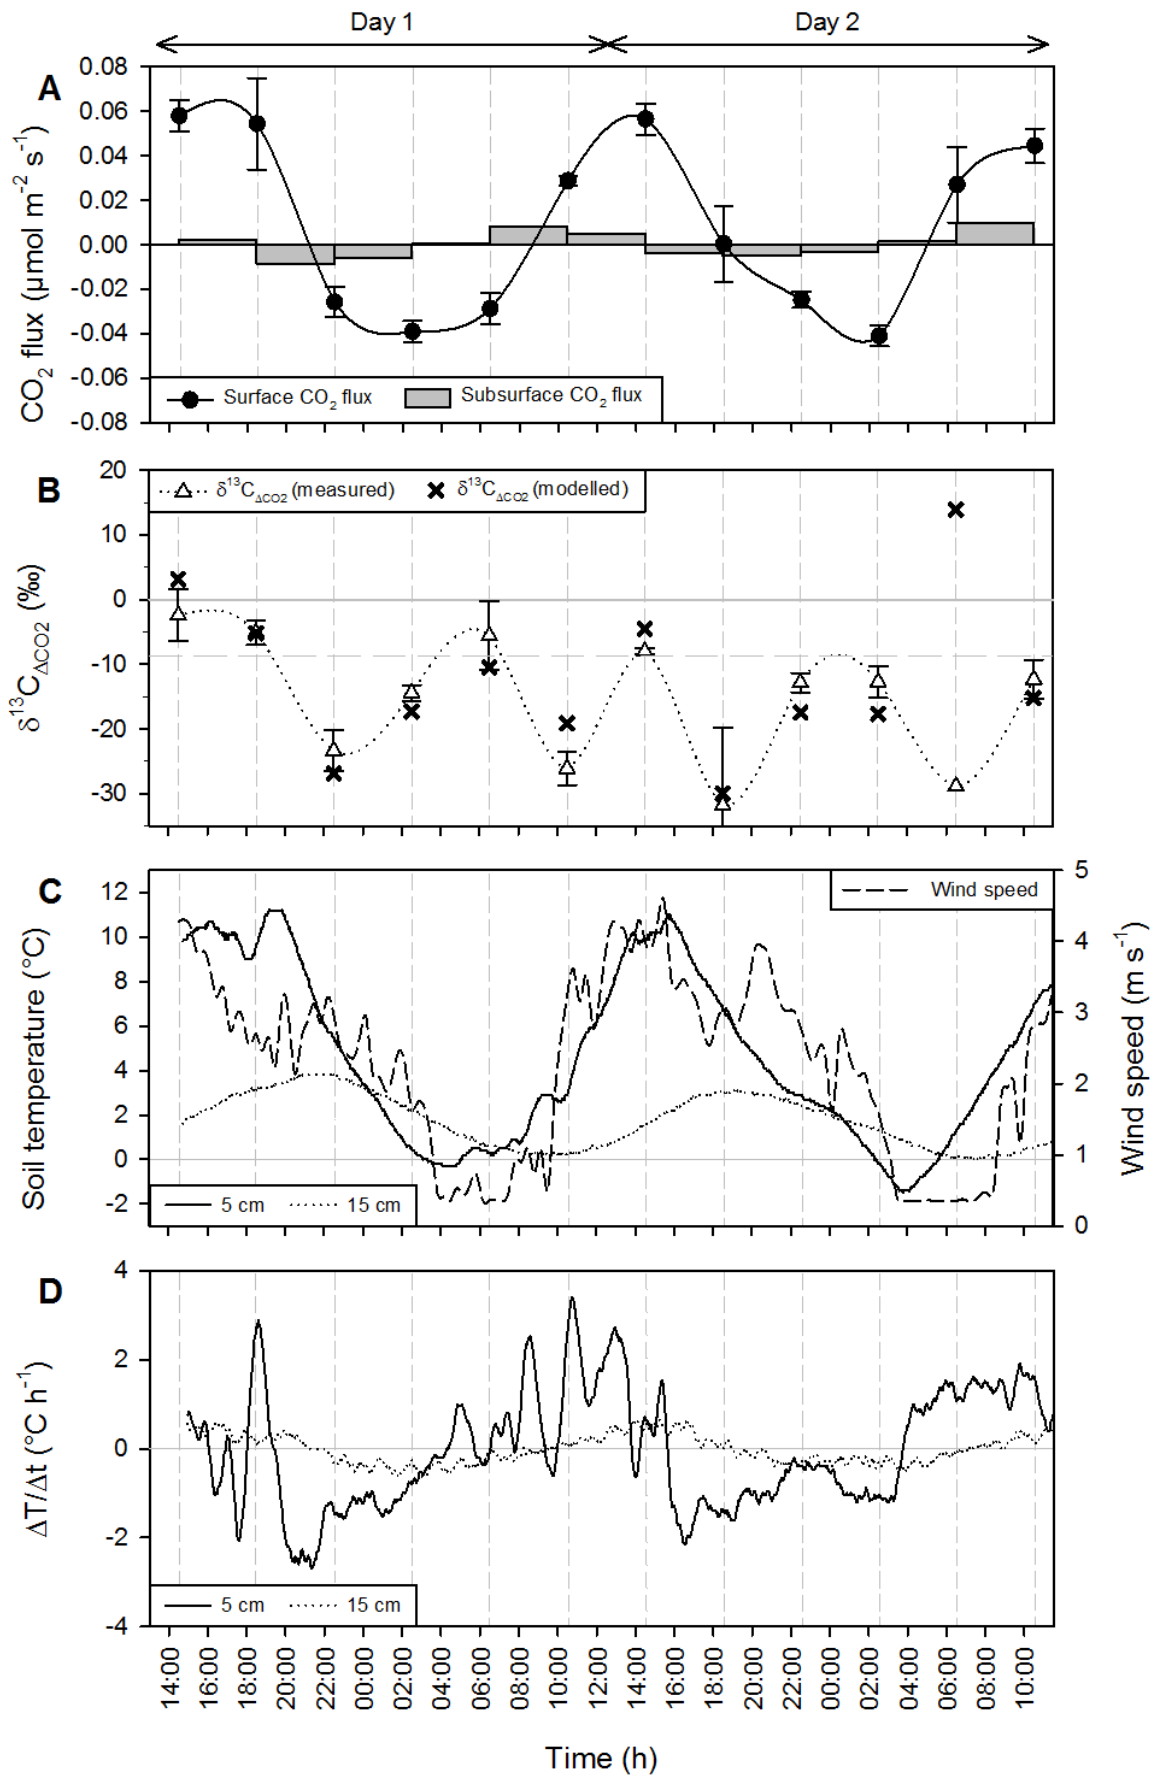 Day 1 Day 2
A
0.08
0.06
0.04
0.02
0.00
-0.02
-0.04
-0.06
-0.08
CO2 flux (µmol m-2 s-1)
Surface CO2 flux Subsurface CO2 flux
B
20
10
0
-10
-20
-30
δ13CΔCO2 (‰)
δ13CΔCO2 (measured) δ13CΔCO2 (modelled)
C
12
10
8
6
4
2
0
-2
Soil temperature (°C)
Wind speed
5
4
3
2
1
0
Wind speed (m s-1)
5 cm 15 cm
D
4
2
0
-2
-4
ΔT/Δt (°C h-1)
5 cm 15 cm
14:00 16:00 18:00 20:00 22:00 00:00 02:00 04:00 06:00 08:00 10:00 12:00 14:00 16:00 18:00 20:00 22:00 00:00 02:00 04:00 06:00 08:00 10:00
Time (h)